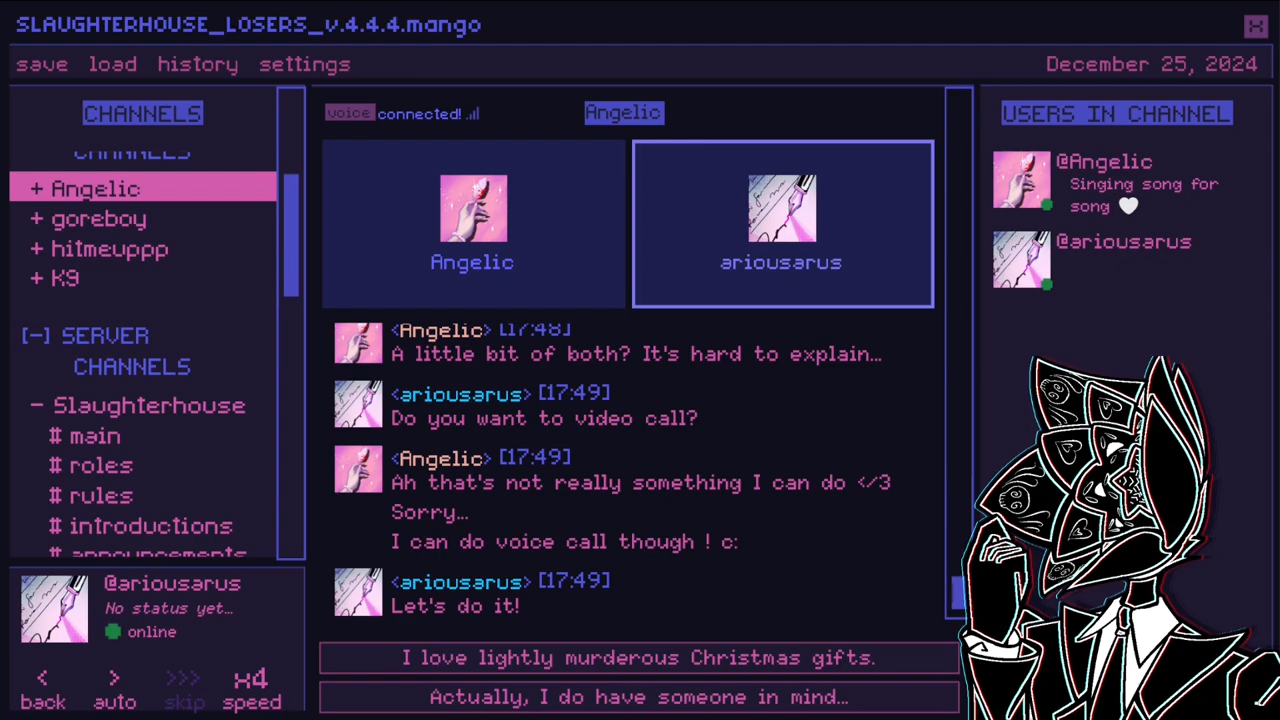 SLAUGHTERHOUSE_LOSERS_v.4.4.4.mango
X
save load history settings
December 25, 2024
CHANNELS
CHANNELS
+ Angelic
+ goreboy
+ hitmeuppp
+ K9
[-] SERVER
CHANNELS
- Slaughterhouse
# main
# roles
# rules
# introductions
# announcements
@ariousarus
No status yet…
online
< > >>> x4
back auto skip speed
voice connected!
Angelic
Angelic
ariousarus
<Angelic> [17:48]
A little bit of both? It's hard to explain…
<ariousarus> [17:49]
Do you want to video call?
<Angelic> [17:49]
Ah that's not really something I can do </3
Sorry…
I can do voice call though ! c:
<ariousarus> [17:49]
Let's do it!
I love lightly murderous Christmas gifts.
Actually, I do have someone in mind…
USERS IN CHANNEL
@Angelic
Singing song for
song 🤍
@ariousarus